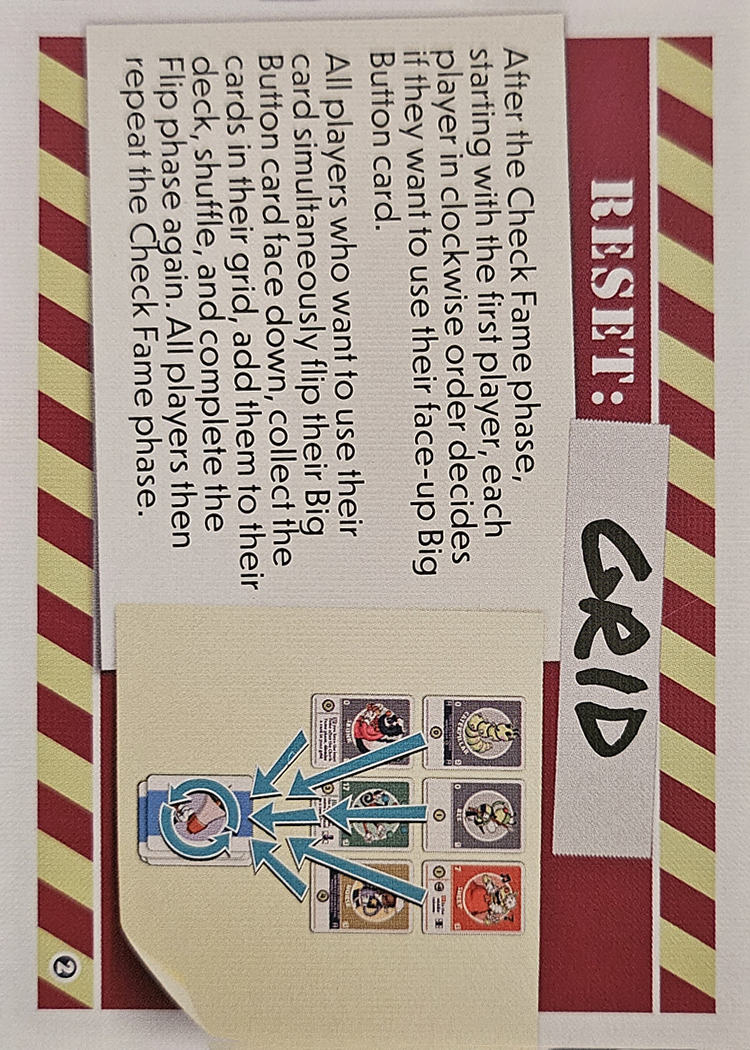 RESET:
GRID
After the Check Fame phase,
starting with the first player, each
player in clockwise order decides
if they want to use their face-up Big
Button card.
All players who want to use their
card simultaneously flip their Big
Button card face down, collect the
cards in their grid, add them to their
deck, shuffle, and complete the
Flip phase again. All players then
repeat the Check Fame phase.
2